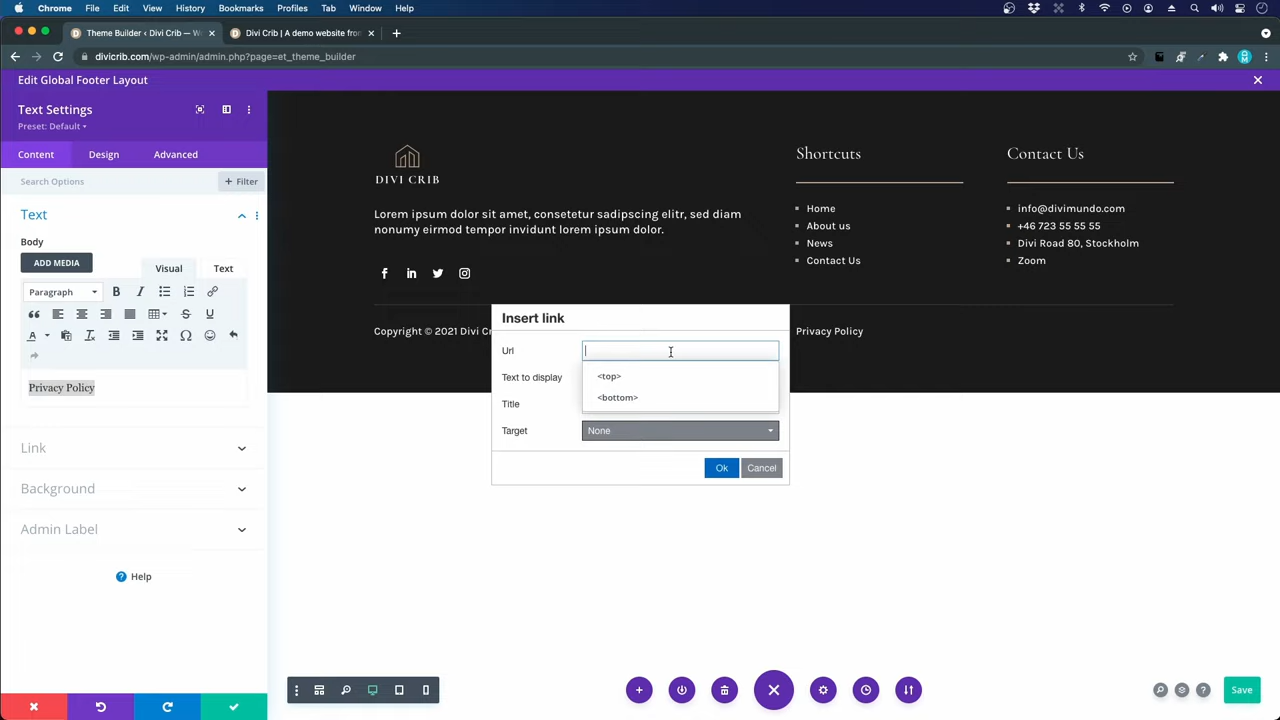 Chrome File Edit View History Bookmarks Profiles Tab Window Help
Theme Builder ‹ Divi Crib — W
Divi Crib | A demo website from
divicrib.com/wp-admin/admin.php?page=et_theme_builder
Edit Global Footer Layout
Text Settings
Preset: Default
Content Design Advanced
Search Options
+ Filter
Text
Body
ADD MEDIA
Visual Text
Paragraph
B I
U
A
Privacy Policy
Link
Background
Admin Label
? Help
DIVI CRIB
Lorem ipsum dolor sit amet, consetetur sadipscing elitr, sed diam
nonumy eirmod tempor invidunt lorem ipsum dolor.
Copyright © 2021 Divi C
Shortcuts
Home
About us
News
Contact Us
Privacy Policy
Contact Us
info@divimundo.com
+46 723 55 55 55
Divi Road 80, Stockholm
Zoom
Insert link
Url
<top>
<bottom>
Text to display
Title
Target None
Ok Cancel
Save